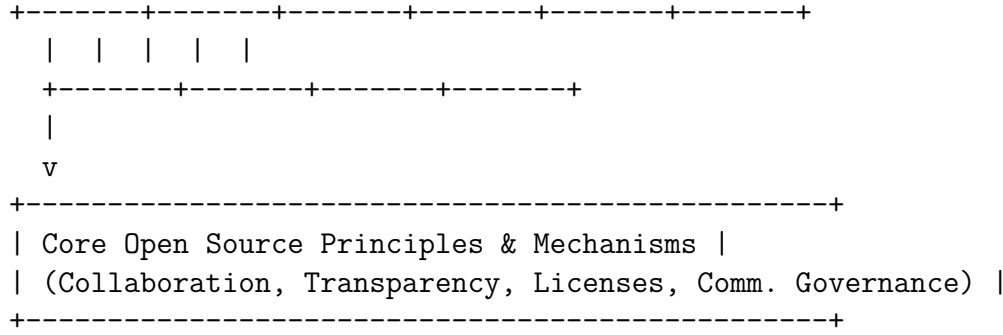 +-------+-------+-------+-------+-------+-------+
| | | | |
+-------+-------+-------+-------+
|
v
+-------------------------------------------------+
| Core Open Source Principles & Mechanisms |
| (Collaboration, Transparency, Licenses, Comm. Governance) |
+-------------------------------------------------+